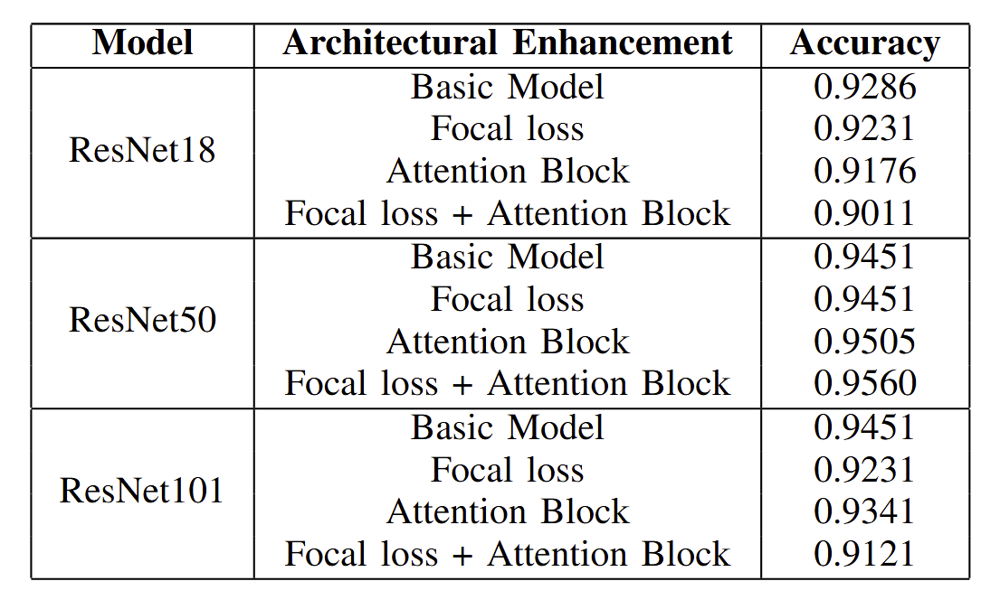 Model Architectural Enhancement Accuracy
ResNet18
Basic Model 0.9286
Focal loss 0.9231
Attention Block 0.9176
Focal loss + Attention Block 0.9011
ResNet50
Basic Model 0.9451
Focal loss 0.9451
Attention Block 0.9505
Focal loss + Attention Block 0.9560
ResNet101
Basic Model 0.9451
Focal loss 0.9231
Attention Block 0.9341
Focal loss + Attention Block 0.9121